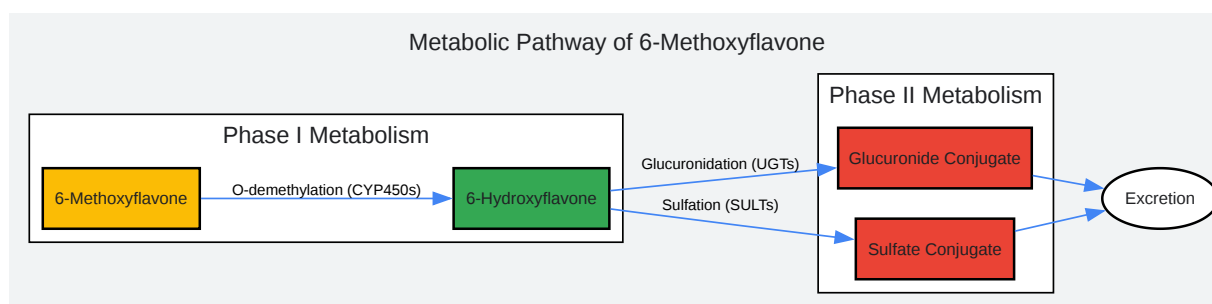 Metabolic Pathway of 6-Methoxyflavone
Phase I Metabolism
6-Methoxyflavone
O-demethylation (CYP450s)
6-Hydroxyflavone
Glucuronidation (UGTs)
Sulfation (SULTs)
Phase II Metabolism
Glucuronide Conjugate
Sulfate Conjugate
Excretion